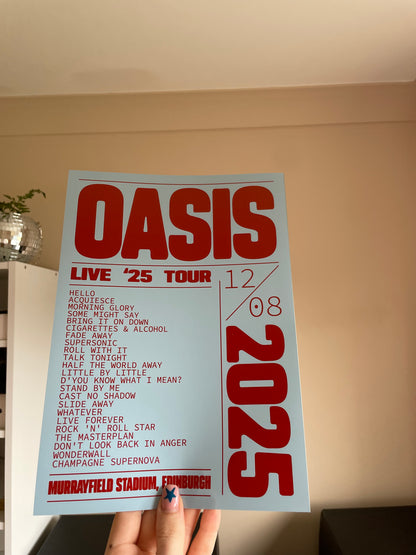 OASIS
LIVE '25 TOUR
12/08
2025
HELLO
ACQUIESCE
MORNING GLORY
SOME MIGHT SAY
BRING IT ON DOWN
CIGARETTES & ALCOHOL
FADE AWAY
SUPERSONIC
ROLL WITH IT
TALK TONIGHT
HALF THE WORLD AWAY
LITTLE BY LITTLE
D'YOU KNOW WHAT I MEAN?
STAND BY ME
CAST NO SHADOW
SLIDE AWAY
WHATEVER
LIVE FOREVER
ROCK 'N' ROLL STAR
THE MASTERPLAN
DON'T LOOK BACK IN ANGER
WONDERWALL
CHAMPAGNE SUPERNOVA
MURRAYFIELD STADIUM, EDINBURGH